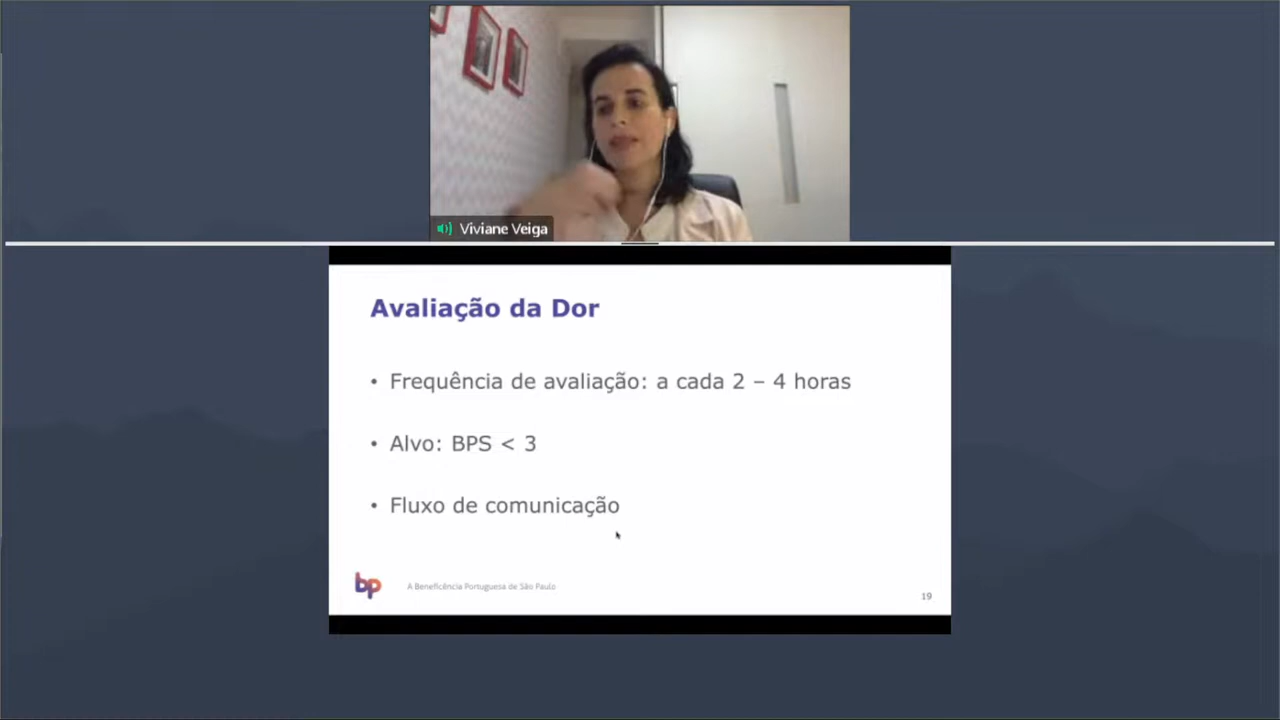 Viviane Veiga
Avaliação da Dor
• Frequência de avaliação: a cada 2 – 4 horas
• Alvo: BPS < 3
• Fluxo de comunicação
bp
A Beneficência Portuguesa de São Paulo
19